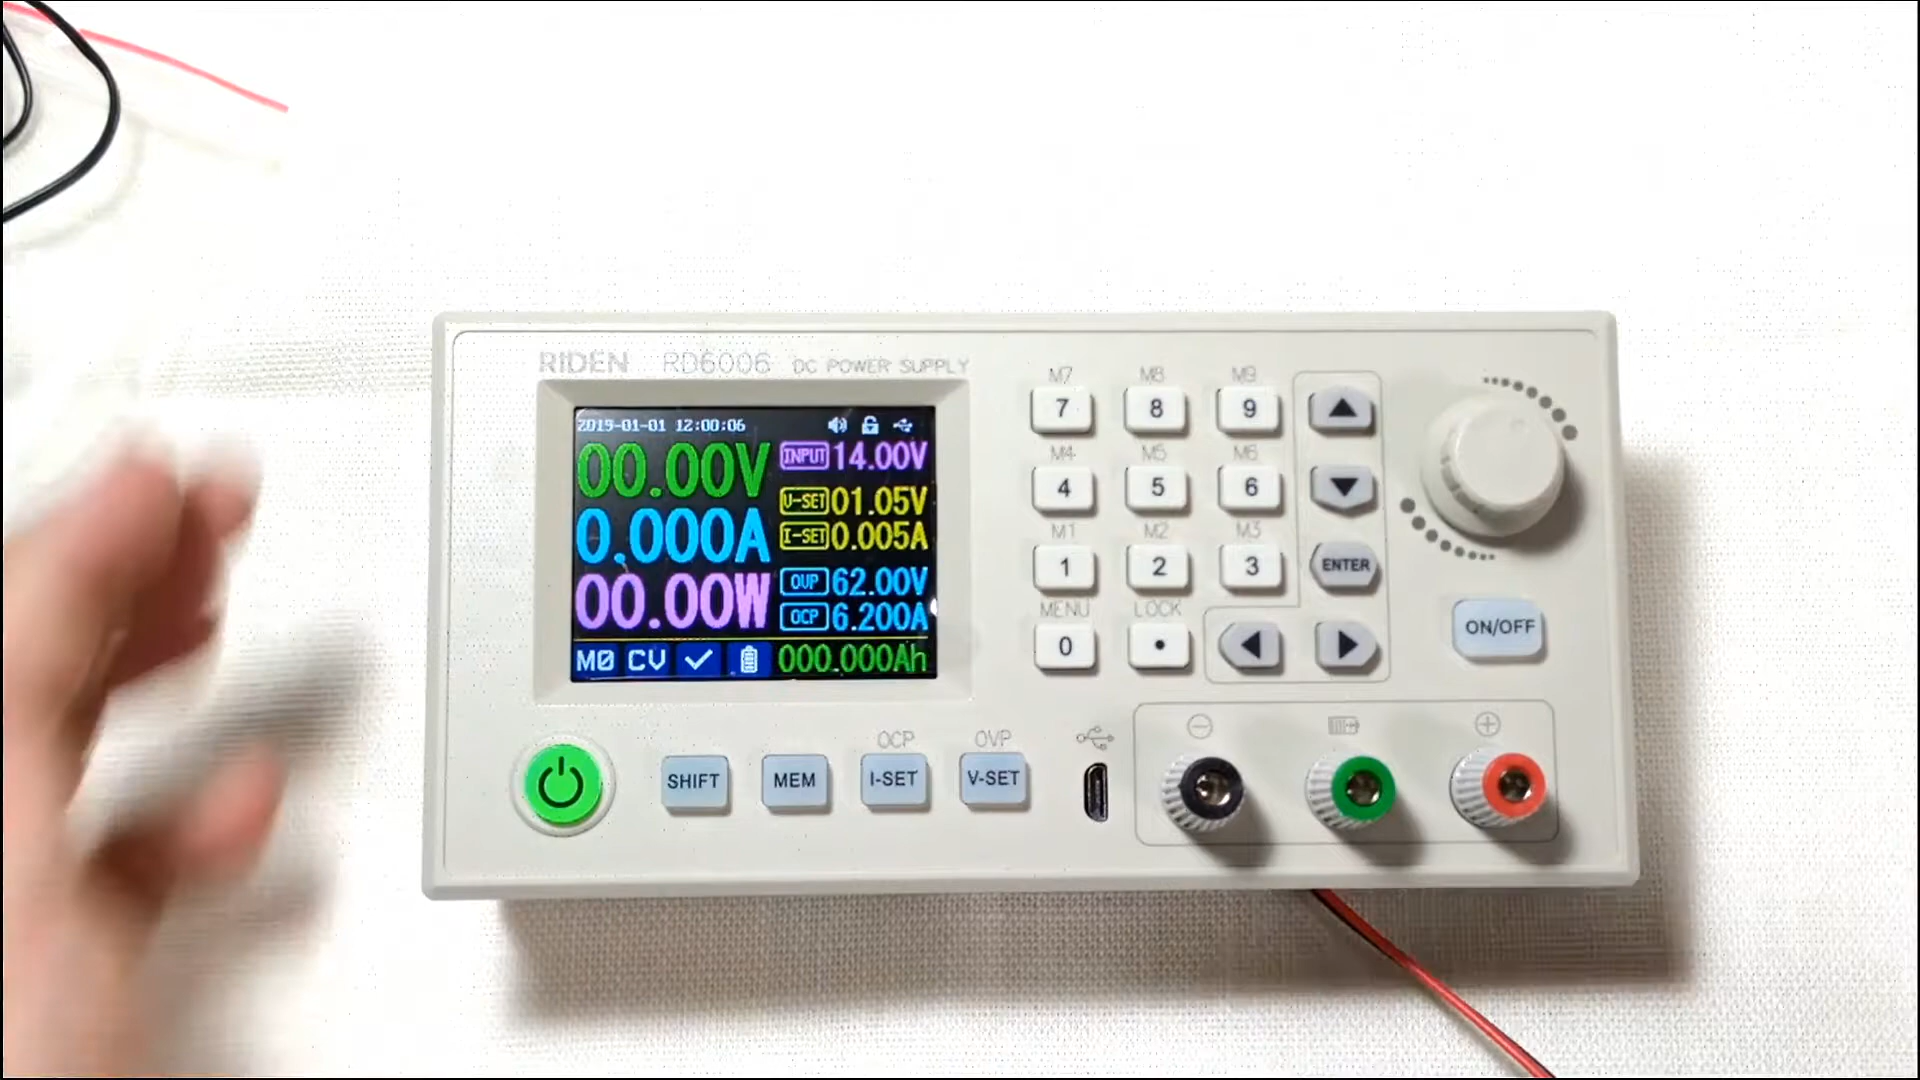 RIDEN RD6006 DC POWER SUPPLY
2019-01-01 12:00:06
00.00V
0.000A
00.00W
INPUT 14.00V
V-SET 01.05V
I-SET 0.005A
OVP 62.00V
OCP 6.200A
M0 CV 000.000Ah
M7 M8 M9
7 8 9
M4 M5 M6
4 5 6
M1 M2 M3
1 2 3
ENTER
MENU LOCK
0 .
ON/OFF
OCP OVP
SHIFT MEM I-SET V-SET